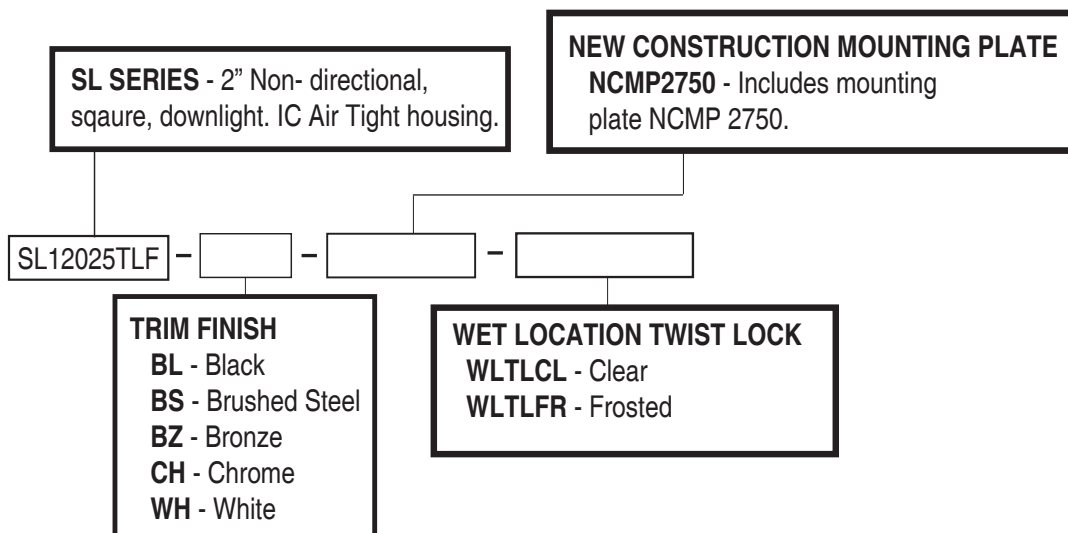 SL SERIES - 2” Non- directional,
sqaure, downlight. IC Air Tight housing.
NEW CONSTRUCTION MOUNTING PLATE
NCMP2750 - Includes mounting
plate NCMP 2750.
SL12025TLF – – –
TRIM FINISH
BL - Black
BS - Brushed Steel
BZ - Bronze
CH - Chrome
WH - White
WET LOCATION TWIST LOCK
WLTLCL - Clear
WLTLFR - Frosted